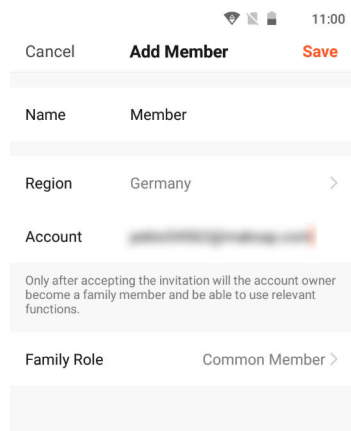 11:00
Cancel Add Member Save
Name Member
Region Germany
Account
Only after accepting the invitation will the account owner
become a family member and be able to use relevant
functions.
Family Role Common Member